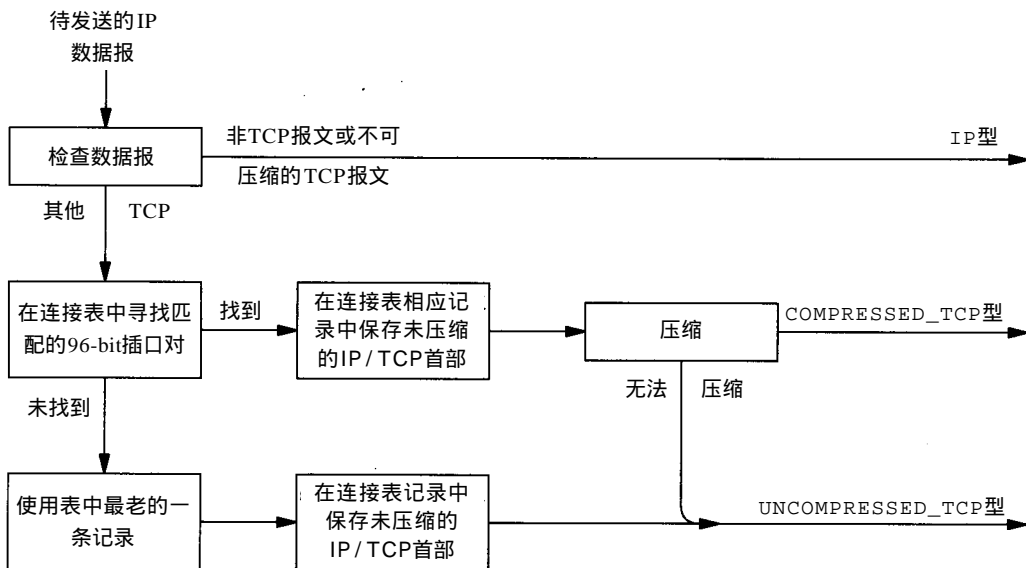 待发送的IP
数据报
检查数据报
非TCP报文或不可
压缩的TCP报文
IP型
其他 TCP
在连接表中寻找匹
配的96-bit插口对
找到
在连接表相应记
录中保存未压缩
的IP/TCP首部
压缩
COMPRESSED_TCP型
无法 压缩
未找到
使用表中最老的一
条记录
在连接表记录中
保存未压缩的
IP/TCP首部
UNCOMPRESSED_TCP型